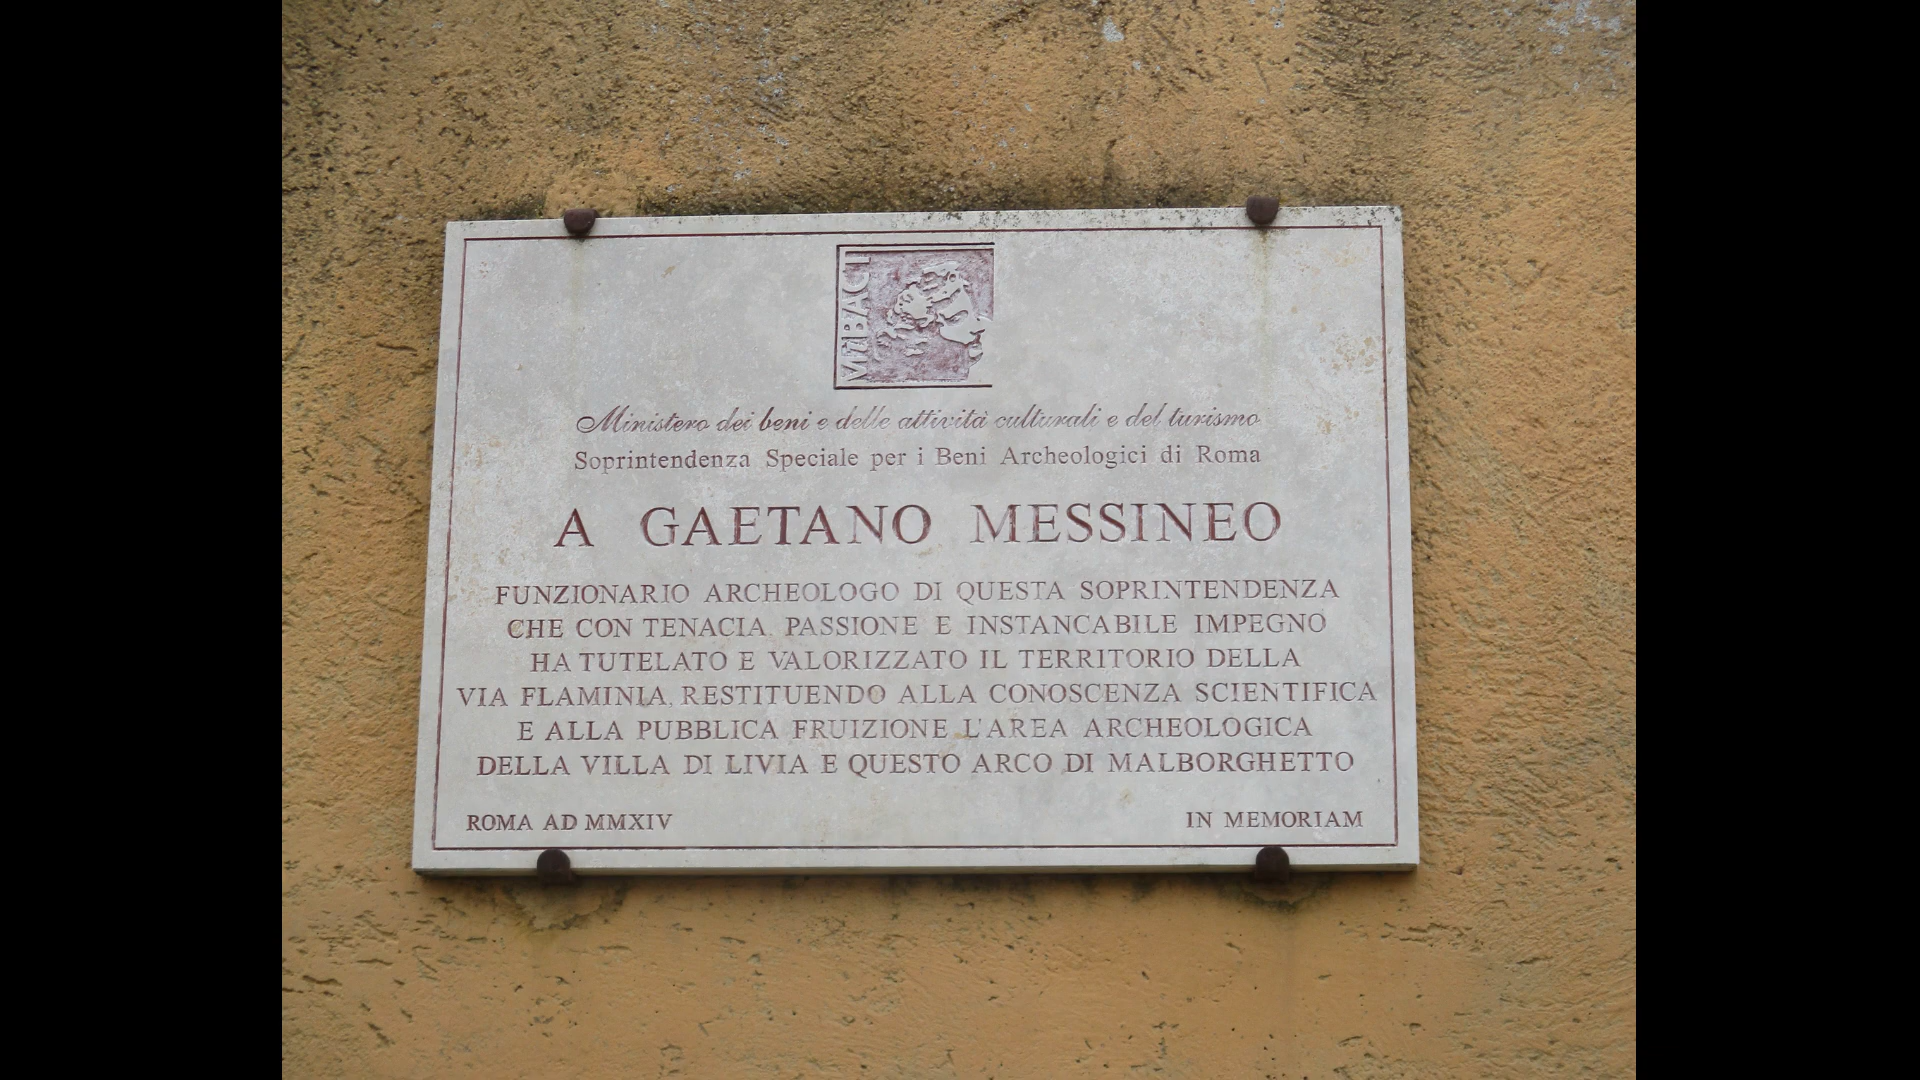 MiBACT
Ministero dei beni e delle attività culturali e del turismo
Soprintendenza Speciale per i Beni Archeologici di Roma
A GAETANO MESSINEO
FUNZIONARIO ARCHEOLOGO DI QUESTA SOPRINTENDENZA
CHE CON TENACIA, PASSIONE E INSTANCABILE IMPEGNO
HA TUTELATO E VALORIZZATO IL TERRITORIO DELLA
VIA FLAMINIA, RESTITUENDO ALLA CONOSCENZA SCIENTIFICA
E ALLA PUBBLICA FRUIZIONE L'AREA ARCHEOLOGICA
DELLA VILLA DI LIVIA E QUESTO ARCO DI MALBORGHETTO
ROMA AD MMXIV
IN MEMORIAM